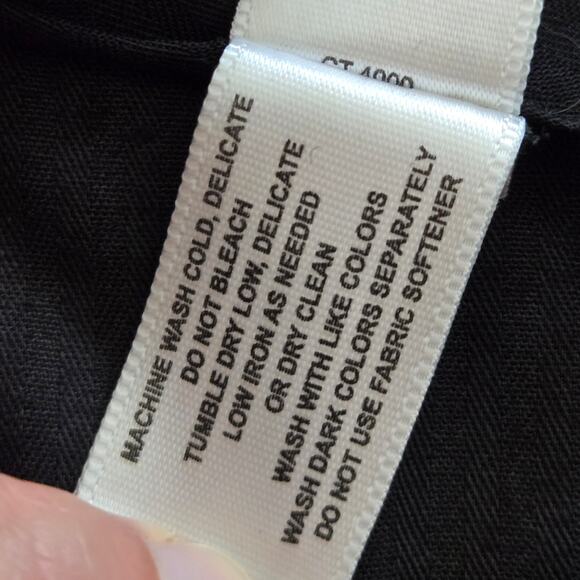 MACHINE WASH COLD, DELICATE
DO NOT BLEACH
TUMBLE DRY LOW, DELICATE
LOW IRON AS NEEDED
OR DRY CLEAN
WASH WITH LIKE COLORS
WASH DARK COLORS SEPARATELY
DO NOT USE FABRIC SOFTENER